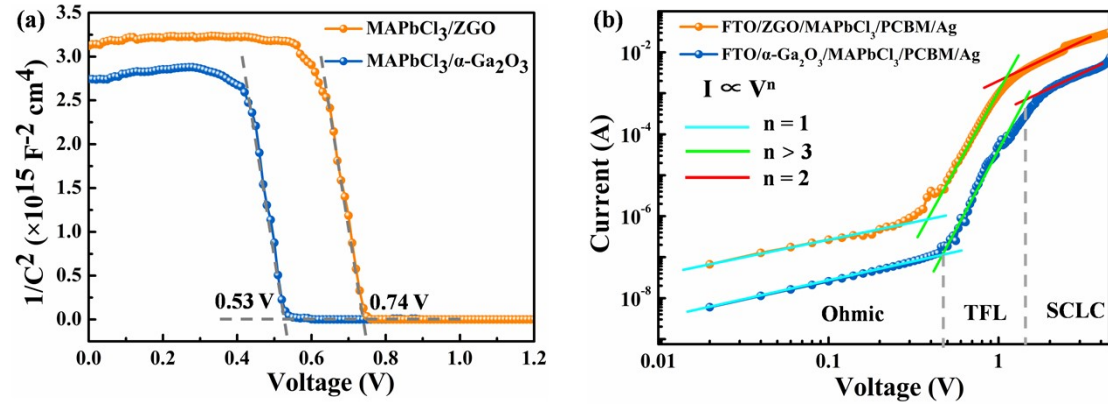 (a)
MAPbCl₃/ZGO
MAPbCl₃/α-Ga₂O₃
3.5
3.0
2.5
2.0
1.5
1.0
0.5
0.0
1/C² (×10¹⁵ F⁻² cm⁴)
0.53 V
0.74 V
0.0 0.2 0.4 0.6 0.8 1.0 1.2
Voltage (V)
(b)
FTO/ZGO/MAPbCl₃/PCBM/Ag
FTO/α-Ga₂O₃/MAPbCl₃/PCBM/Ag
I ∝ Vⁿ
n = 1
n > 3
n = 2
10⁻²
10⁻⁴
10⁻⁶
10⁻⁸
Current (A)
Ohmic
TFL
SCLC
0.01 0.1 1
Voltage (V)